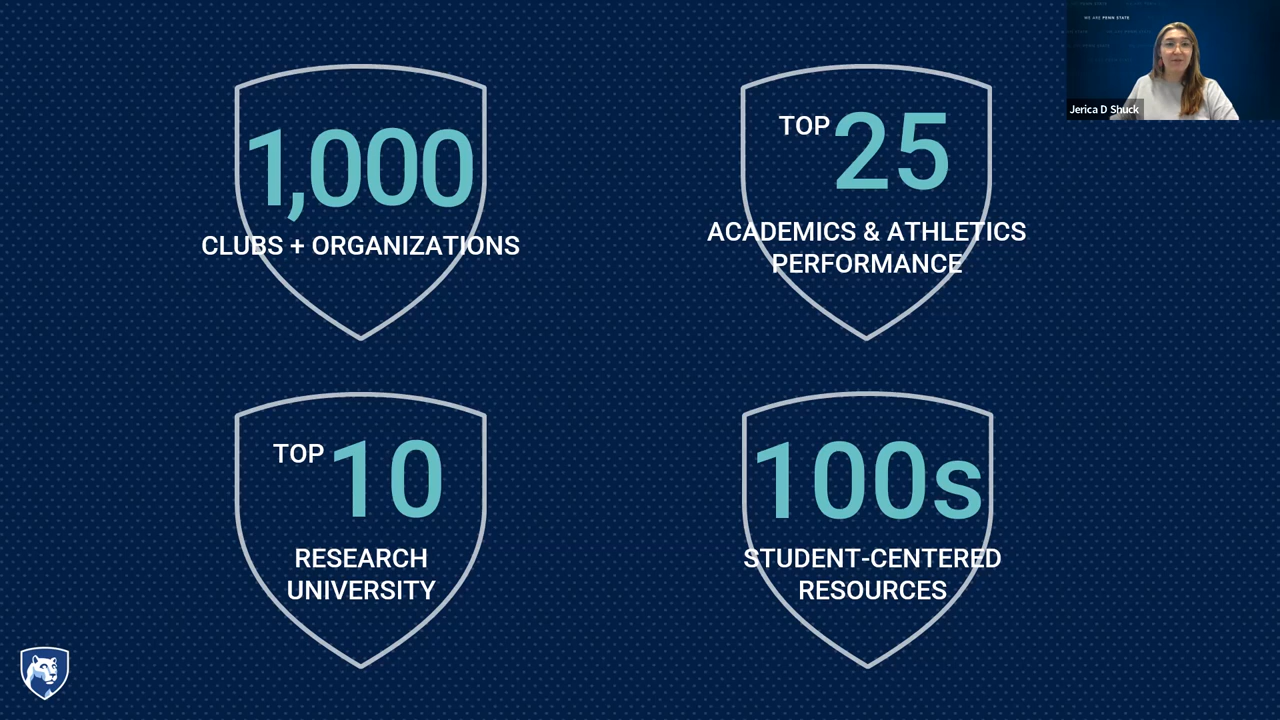 WE ARE PENN STATE
Jerica D Shuck
1,000
CLUBS + ORGANIZATIONS
TOP 25
ACADEMICS & ATHLETICS
PERFORMANCE
TOP 10
RESEARCH
UNIVERSITY
100s
STUDENT-CENTERED
RESOURCES